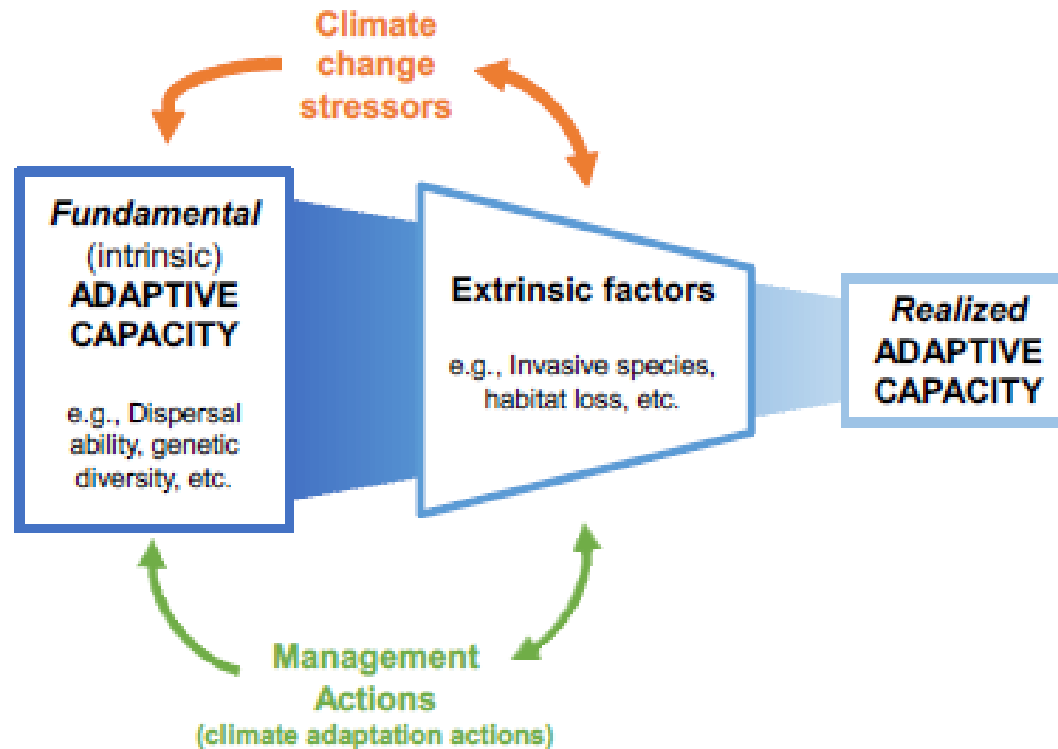 Climate
change
stressors
Fundamental
(intrinsic)
ADAPTIVE
CAPACITY
e.g., Dispersal
ability, genetic
diversity, etc.
Extrinsic factors
e.g., Invasive species,
habitat loss, etc.
Realized
ADAPTIVE
CAPACITY
Management
Actions
(climate adaptation actions)